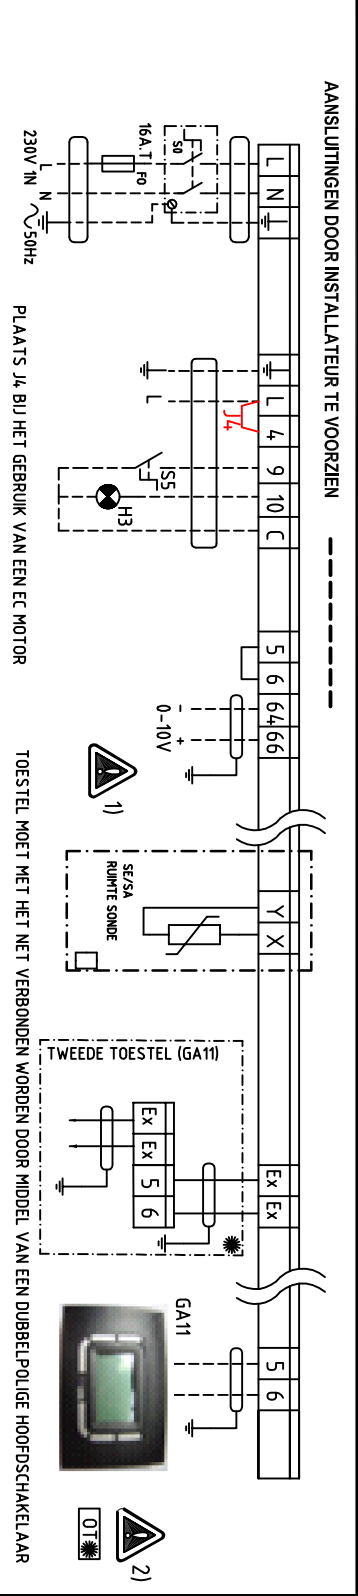 AANSLUITINGEN DOOR INSTALLATEUR TE VOORZIEN
L N
L 4 9 10 C
5 6 64 66
Y X
Ex Ex
5 6
S0
16A.T F0
L N
230V 1N 50Hz
J4
L
S5
H3
- +
0-10V
1)
SE/SA
RUIMTE SONDE
TWEEDE TOESTEL (GA11)
Ex Ex 5 6
GA11
OT
2)
PLAATS J4 BIJ HET GEBRUIK VAN EEN EC MOTOR
TOESTEL MOET MET HET NET VERBONDEN WORDEN DOOR MIDDEL VAN EEN DUBBELPOLIGE HOOFDSCHAKELAAR